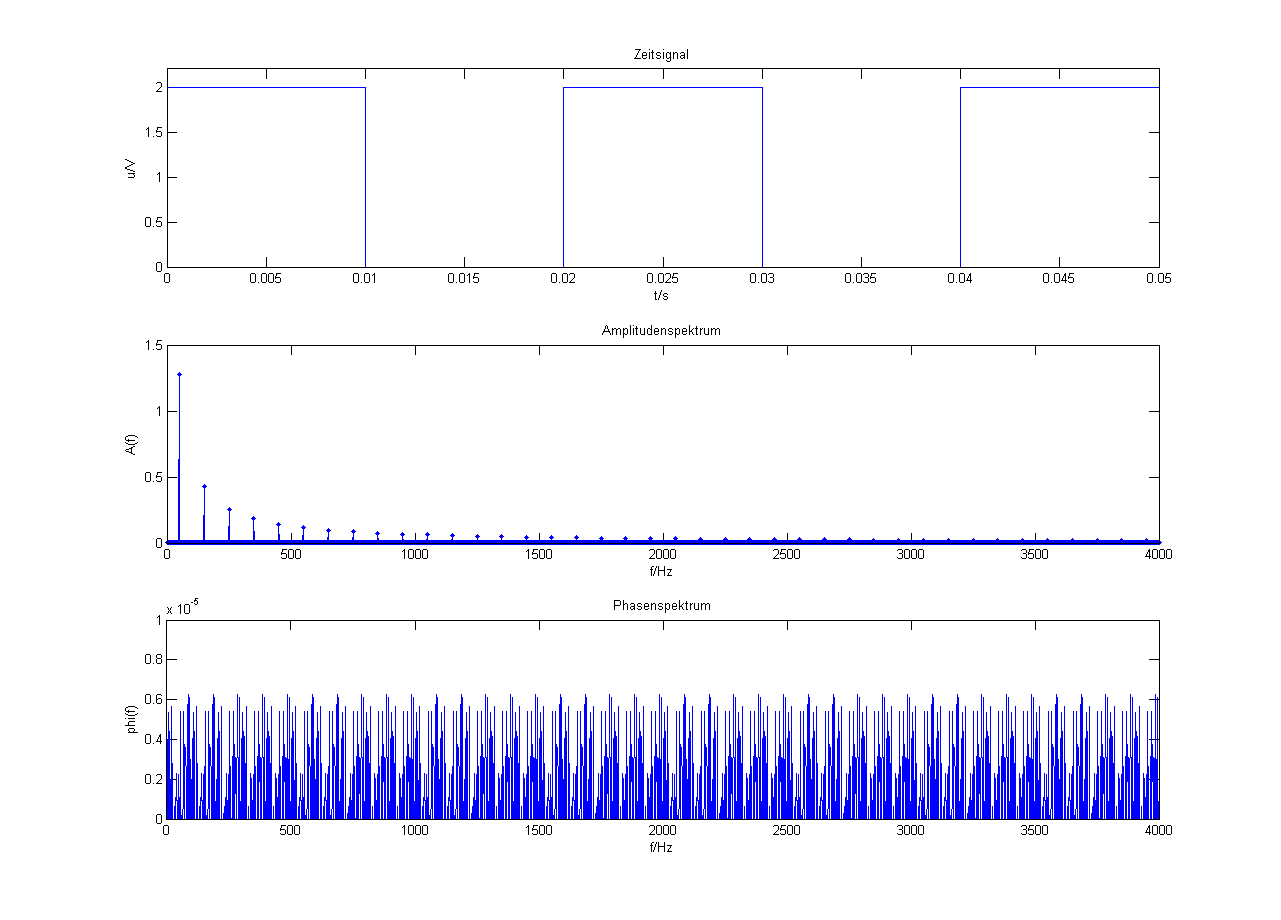 Zeitsignal
2
1.5
1
0.5
0
u/V
0 0.005 0.01 0.015 0.02 0.025 0.03 0.035 0.04 0.045 0.05
t/s
Amplitudenspektrum
1.5
1
0.5
0
A(f)
0 500 1000 1500 2000 2500 3000 3500 4000
f/Hz
Phasenspektrum
x 10^-5
1
0.8
0.6
0.4
0.2
0
phi(f)
0 500 1000 1500 2000 2500 3000 3500 4000
f/Hz